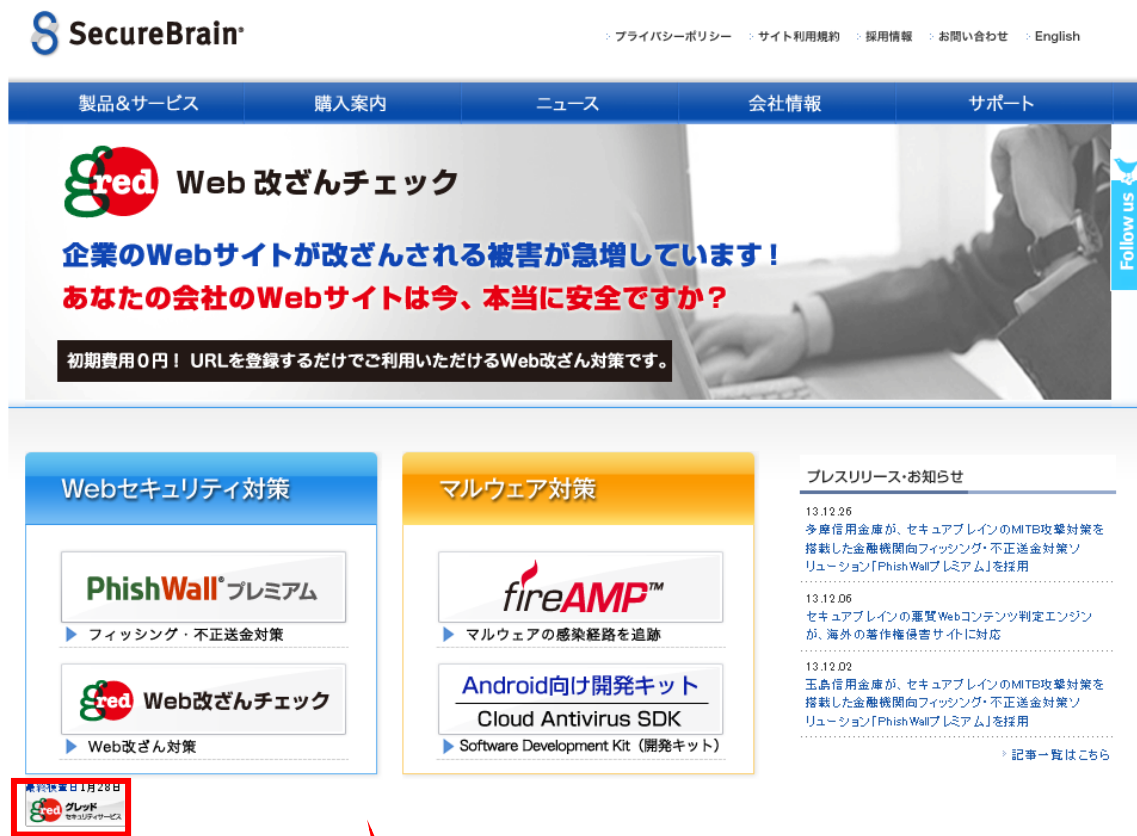 SecureBrain
プライバシーポリシー サイト利用規約 採用情報 お問い合わせ English
製品&サービス 購入案内 ニュース 会社情報 サポート
gred Web 改ざんチェック
企業のWebサイトが改ざんされる被害が急増しています!
あなたの会社のWebサイトは今、本当に安全ですか?
初期費用0円! URLを登録するだけでご利用いただけるWeb改ざん対策です。
Follow us
Webセキュリティ対策
PhishWall®プレミアム
フィッシング・不正送金対策
gred Web改ざんチェック
Web改ざん対策
マルウェア対策
fireAMP™
マルウェアの感染経路を追跡
Android向け開発キット
Cloud Antivirus SDK
Software Development Kit(開発キット)
プレスリリース・お知らせ
13.12.26
多摩信用金庫が、セキュアブレインのMITB攻撃対策を
搭載した金融機関向フィッシング・不正送金対策ソ
リューション「PhishWallプレミアム」を採用
13.12.06
セキュアブレインの悪質Webコンテンツ判定エンジン
が、海外の著作権侵害サイトに対応
13.12.02
玉島信用金庫が、セキュアブレインのMITB攻撃対策を
搭載した金融機関向フィッシング・不正送金対策ソ
リューション「PhishWallプレミアム」を採用
記事一覧はこちら
最終検査日1月28日
gred グレッド
セキュリティサービス